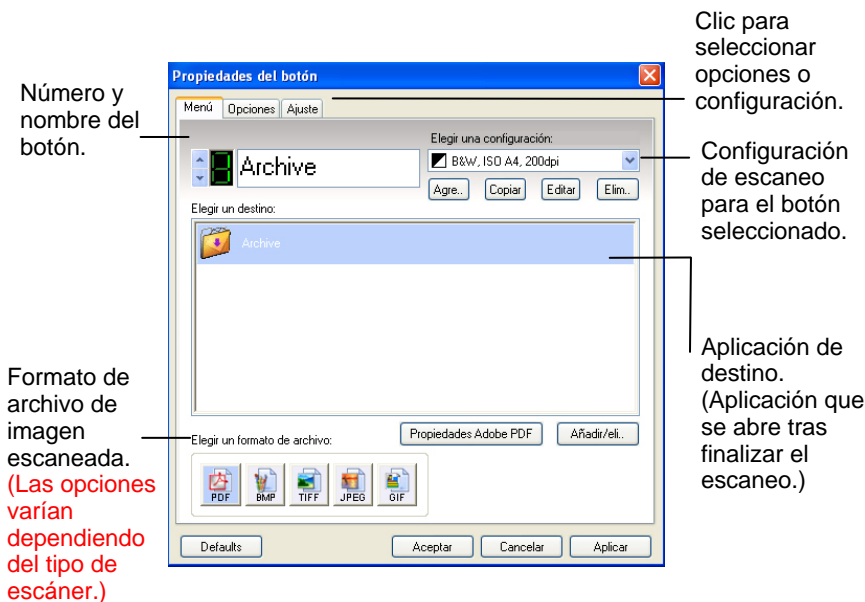 Clic para
seleccionar
opciones o
configuración.
Número y
nombre del
botón.
Propiedades del botón
Menú Opciones Ajuste
Elegir una configuración:
Archive
B&W, ISO A4, 200dpi
Agre.. Copiar Editar Elim..
Configuración
de escaneo
para el botón
seleccionado.
Elegir un destino:
Archive
Aplicación de
destino.
(Aplicación que
se abre tras
finalizar el
escaneo.)
Formato de
archivo de
imagen
escaneada.
(Las opciones
varían
dependiendo
del tipo de
escáner.)
Propiedades Adobe PDF Añadir/eli..
Elegir un formato de archivo:
PDF BMP TIFF JPEG GIF
Defaults Aceptar Cancelar Aplicar